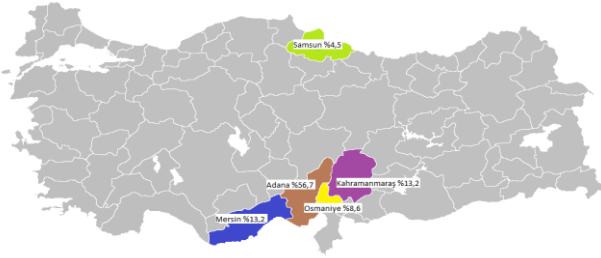 Samsun %4,5
Adana %56,7
Kahramanmaraş %13,2
Osmaniye %8,6
Mersin %13,2